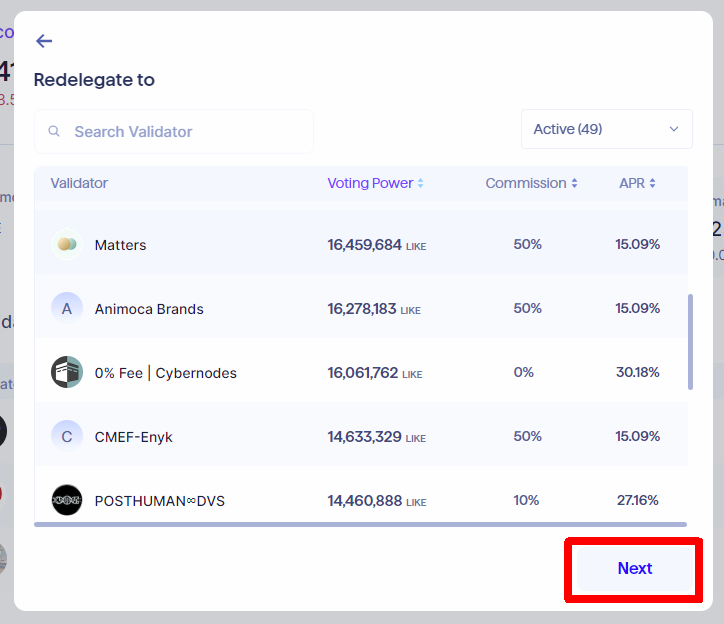 Redelegate to
Search Validator
Active (49)
Validator Voting Power Commission APR
Matters 16,459,684 LIKE 50% 15.09%
A Animoca Brands 16,278,183 LIKE 50% 15.09%
0% Fee | Cybernodes 16,061,762 LIKE 0% 30.18%
C CMEF-Enyk 14,633,329 LIKE 50% 15.09%
POSTHUMAN∞DVS 14,460,888 LIKE 10% 27.16%
Next